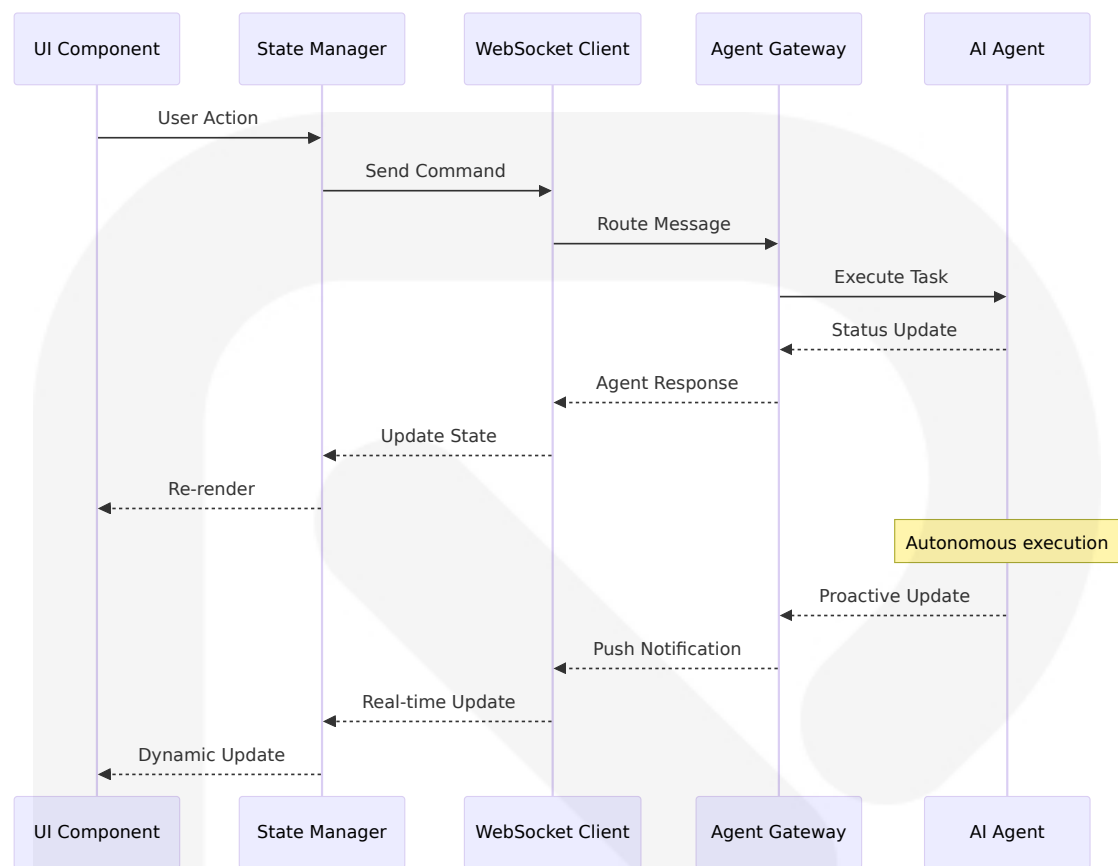 UI Component
State Manager
WebSocket Client
Agent Gateway
AI Agent
User Action
Send Command
Route Message
Execute Task
Status Update
Agent Response
Update State
Re-render
Autonomous execution
Proactive Update
Push Notification
Real-time Update
Dynamic Update
UI Component
State Manager
WebSocket Client
Agent Gateway
AI Agent